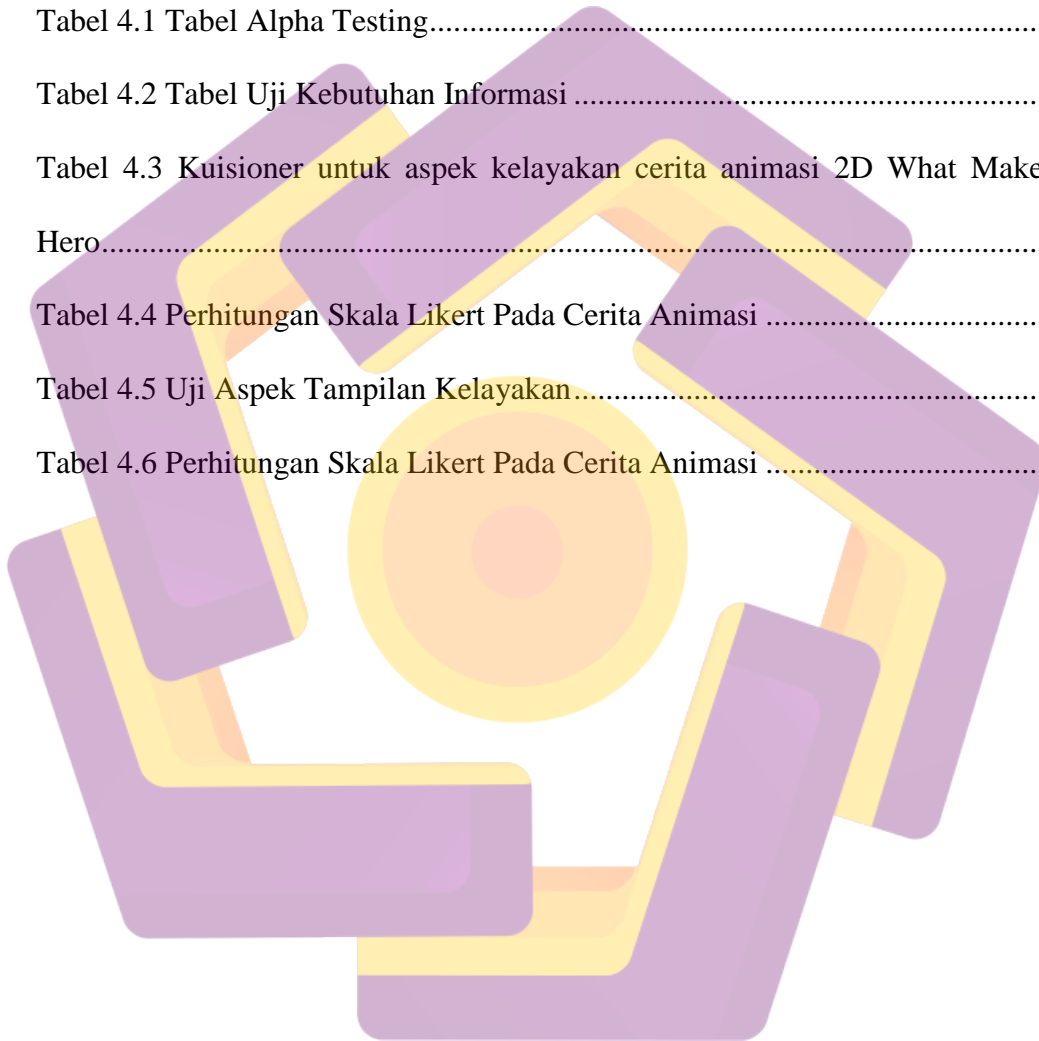 Tabel 4.1 Tabel Alpha Testing..........................................................................................
Tabel 4.2 Tabel Uji Kebutuhan Informasi ....................................................................
Tabel 4.3 Kuisioner untuk aspek kelayakan cerita animasi 2D What Make
Hero..............................................................................................................................................
Tabel 4.4 Perhitungan Skala Likert Pada Cerita Animasi ........................................
Tabel 4.5 Uji Aspek Tampilan Kelayakan....................................................................
Tabel 4.6 Perhitungan Skala Likert Pada Cerita Animasi ........................................